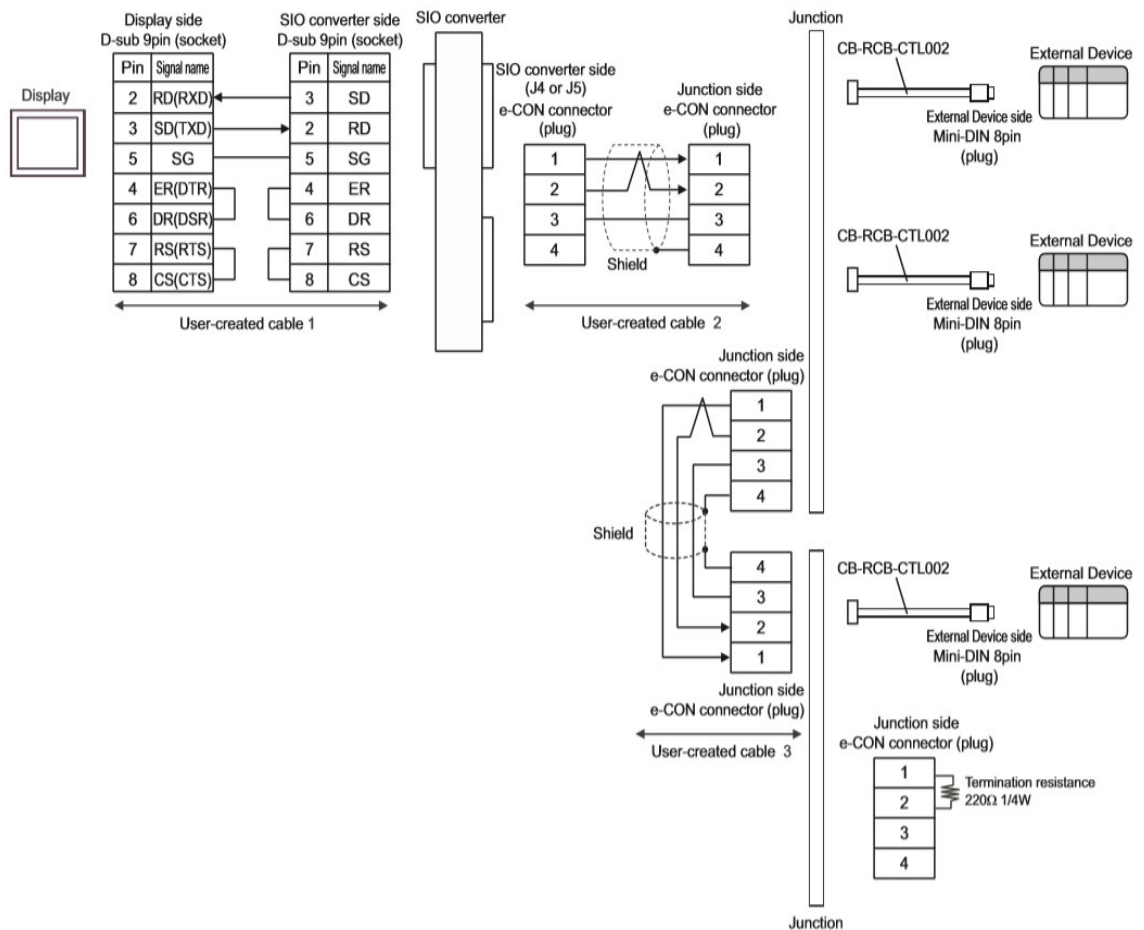 Display
Display side
D-sub 9pin (socket)
Pin Signal name
2 RD(RXD)
3 SD(TXD)
5 SG
4 ER(DTR)
6 DR(DSR)
7 RS(RTS)
8 CS(CTS)
SIO converter side
D-sub 9pin (socket)
Pin Signal name
3 SD
2 RD
5 SG
4 ER
6 DR
7 RS
8 CS
User-created cable 1
SIO converter
SIO converter side
(J4 or J5)
e-CON connector
(plug)
1
2
3
4
Shield
Junction side
e-CON connector
(plug)
1
2
3
4
User-created cable 2
Junction
CB-RCB-CTL002
External Device side
Mini-DIN 8pin
(plug)
External Device
CB-RCB-CTL002
External Device side
Mini-DIN 8pin
(plug)
External Device
Junction side
e-CON connector (plug)
1
2
3
4
Shield
4
3
2
1
Junction side
e-CON connector (plug)
User-created cable 3
CB-RCB-CTL002
External Device side
Mini-DIN 8pin
(plug)
External Device
Junction side
e-CON connector (plug)
1
2
3
4
Termination resistance
220Ω 1/4W
Junction